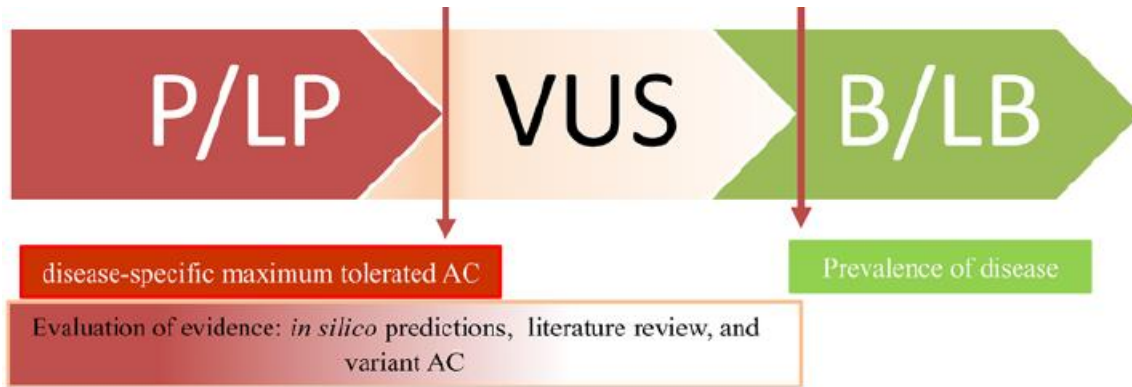 P/LP
VUS
B/LB
disease-specific maximum tolerated AC
Prevalence of disease
Evaluation of evidence: in silico predictions, literature review, and
variant AC